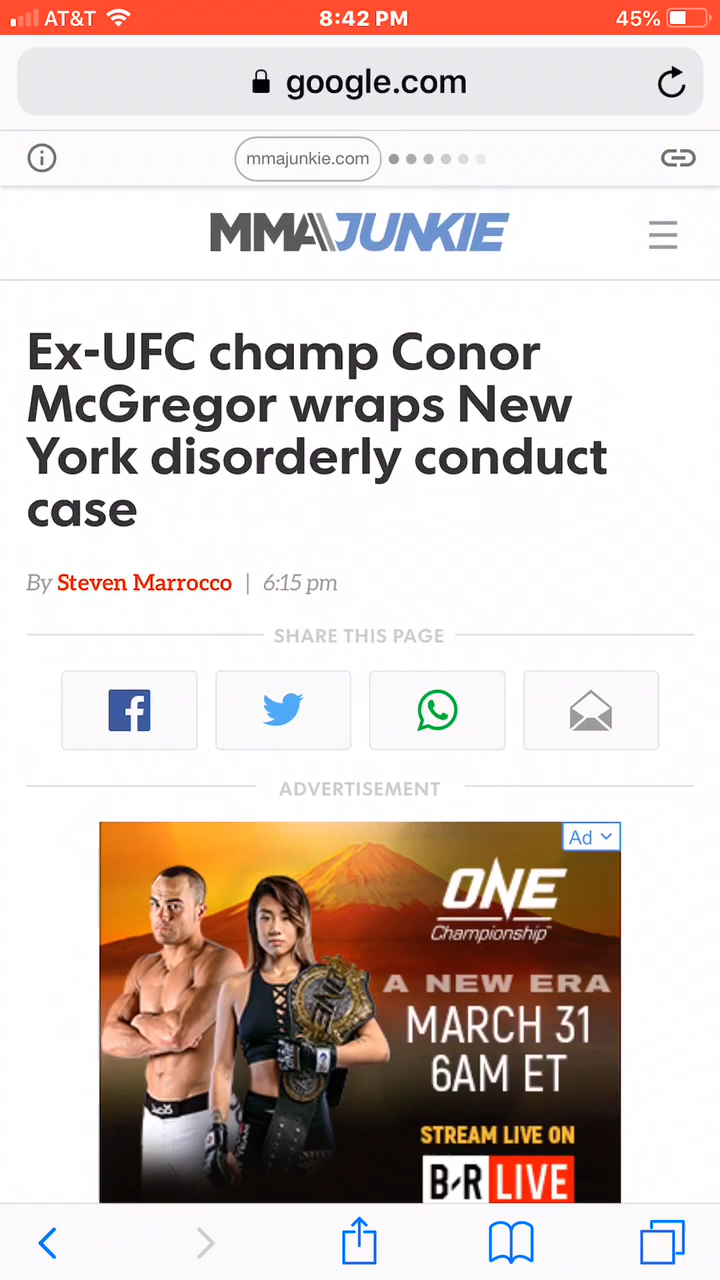 AT&T 8:42 PM 45%
google.com
mmajunkie.com
MMAJUNKIE
Ex-UFC champ Conor
McGregor wraps New
York disorderly conduct
case
By Steven Marrocco | 6:15 pm
SHARE THIS PAGE
ADVERTISEMENT
Ad
ONE
Championship
A NEW ERA
MARCH 31
6AM ET
STREAM LIVE ON
B/R LIVE